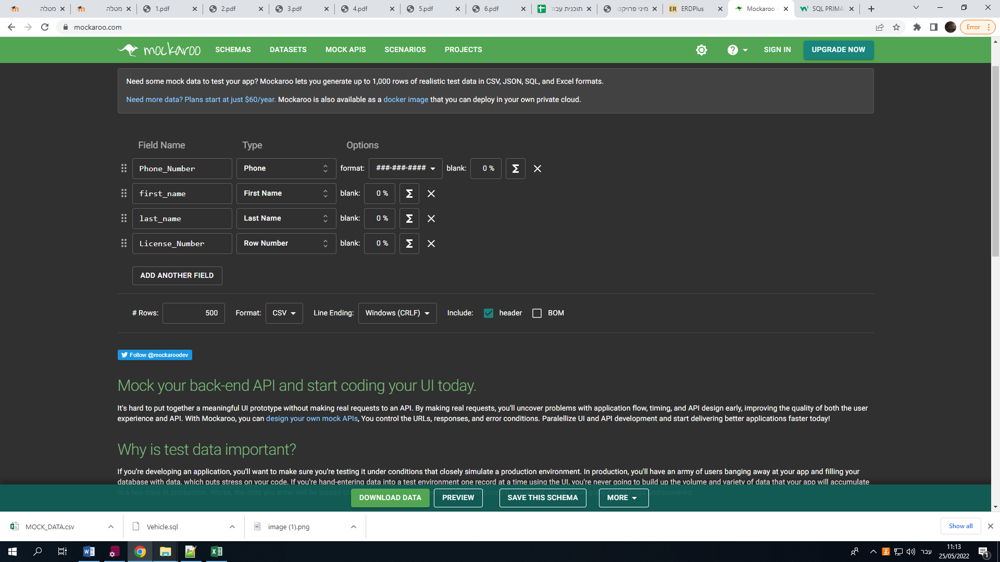 מטלה
מטלה
1.pdf
2.pdf
3.pdf
4.pdf
5.pdf
6.pdf
תוכנית עבוד
מיני פרויקט
ER ERDPlus
Mockaroo -
SQL PRIMA
mockaroo.com
Error
mockaroo
SCHEMAS DATASETS MOCK APIS SCENARIOS PROJECTS
SIGN IN UPGRADE NOW
Need some mock data to test your app? Mockaroo lets you generate up to 1,000 rows of realistic test data in CSV, JSON, SQL, and Excel formats.
Need more data? Plans start at just $60/year. Mockaroo is also available as a docker image that you can deploy in your own private cloud.
Field Name Type Options
Phone_Number Phone format: ###-###-#### blank: 0 % Σ
first_name First Name blank: 0 % Σ
last_name Last Name blank: 0 % Σ
License_Number Row Number blank: 0 % Σ
ADD ANOTHER FIELD
# Rows: 500 Format: CSV Line Ending: Windows (CRLF) Include: header BOM
Follow @mockaroodev
Mock your back-end API and start coding your UI today.
It's hard to put together a meaningful UI prototype without making real requests to an API. By making real requests, you'll uncover problems with application flow, timing, and API design early, improving the quality of both the user
experience and API. With Mockaroo, you can design your own mock APIs, You control the URLs, responses, and error conditions. Paralellize UI and API development and start delivering better applications faster today!
Why is test data important?
If you're developing an application, you'll want to make sure you're testing it under conditions that closely simulate a production environment. In production, you'll have an army of users banging away at your app and filling your
database with data, which puts stress on your code. If you're hand-entering data into a test environment one record at a time using the UI, you're never going to build up the volume and variety of data that your app will accumulate
in a few days in production. Worse, the data you enter will be biased
DOWNLOAD DATA PREVIEW SAVE THIS SCHEMA MORE
MOCK_DATA.csv
Vehicle.sql
image (1).png
Show all
עבר
11:13
25/05/2022
1